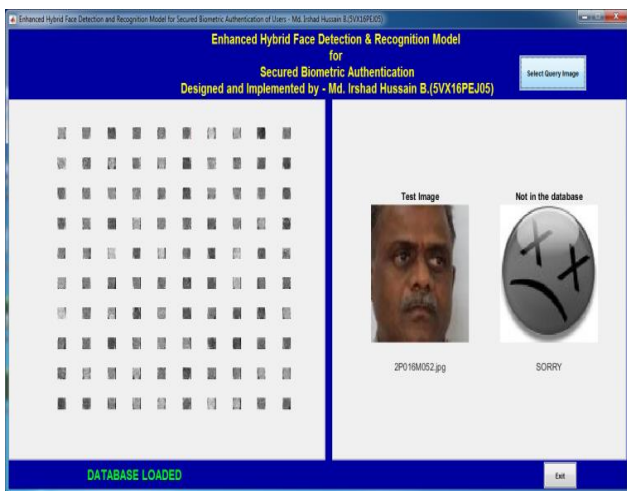 Enhanced Hybrid Face Detection and Recognition Model for Secured Biometric Authentication of Users - Md. Irshad Hussain B.(5VX16PEJ05)
Enhanced Hybrid Face Detection & Recognition Model
for
Secured Biometric Authentication
Designed and Implemented by - Md. Irshad Hussain B.(5VX16PEJ05)
Select Query Image
Test Image
Not in the database
2P016M052.jpg
SORRY
DATABASE LOADED
Exit